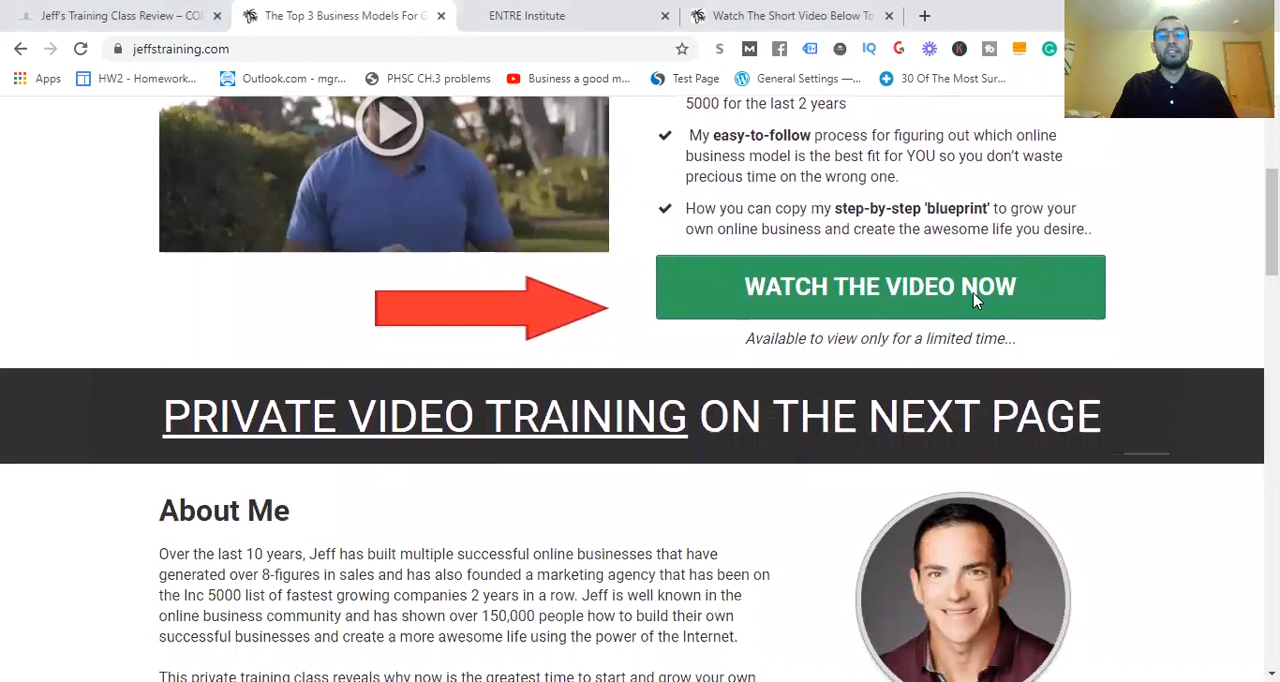 Jeff's Training Class Review – COI
The Top 3 Business Models For G
ENTRE Institute
Watch The Short Video Below To
jeffstraining.com
Apps
HW2 - Homework...
Outlook.com - mgr...
PHSC CH.3 problems
Business a good m...
Test Page
General Settings —...
30 Of The Most Sur...
5000 for the last 2 years
My easy-to-follow process for figuring out which online
business model is the best fit for YOU so you don't waste
precious time on the wrong one.
How you can copy my step-by-step 'blueprint' to grow your
own online business and create the awesome life you desire..
WATCH THE VIDEO NOW
Available to view only for a limited time...
PRIVATE VIDEO TRAINING ON THE NEXT PAGE
About Me
Over the last 10 years, Jeff has built multiple successful online businesses that have
generated over 8-figures in sales and has also founded a marketing agency that has been on
the Inc 5000 list of fastest growing companies 2 years in a row. Jeff is well known in the
online business community and has shown over 150,000 people how to build their own
successful businesses and create a more awesome life using the power of the Internet.
This private training class reveals why now is the greatest time to start and grow your own